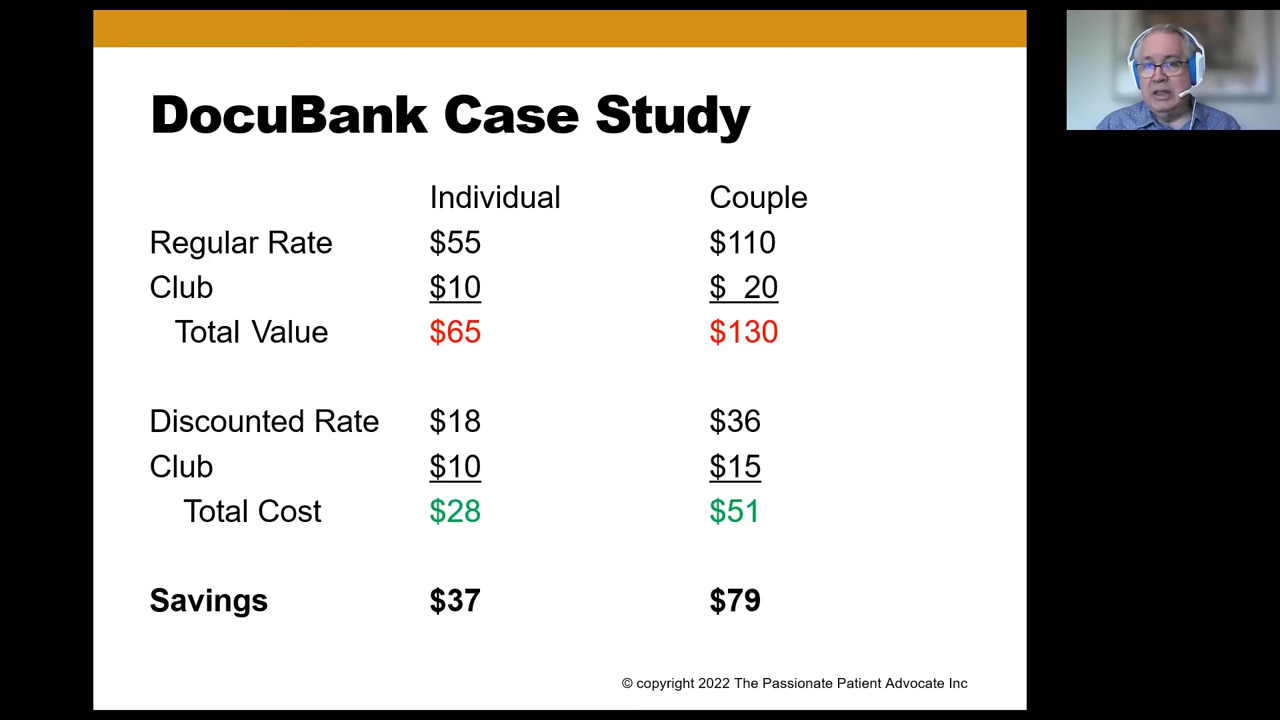 DocuBank Case Study
Individual Couple
Regular Rate $55 $110
Club $10 $ 20
Total Value $65 $130
Discounted Rate $18 $36
Club $10 $15
Total Cost $28 $51
Savings $37 $79
© copyright 2022 The Passionate Patient Advocate Inc